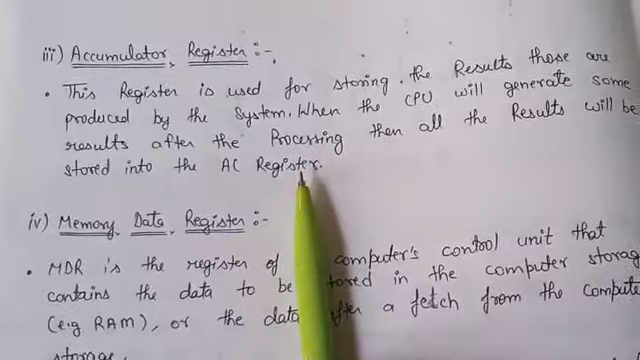 iii) Accumulator Register :-
• This Register is used for storing the Results those are
produced by the System. When the CPU will generate some
results after the Processing then all the Results will be
stored into the AC Register.
iv) Memory Data Register :-
• MDR is the register of computer's control unit that
contains the data to be stored in the computer storag
(e.g RAM), or the data after a fetch from the compute
storage.